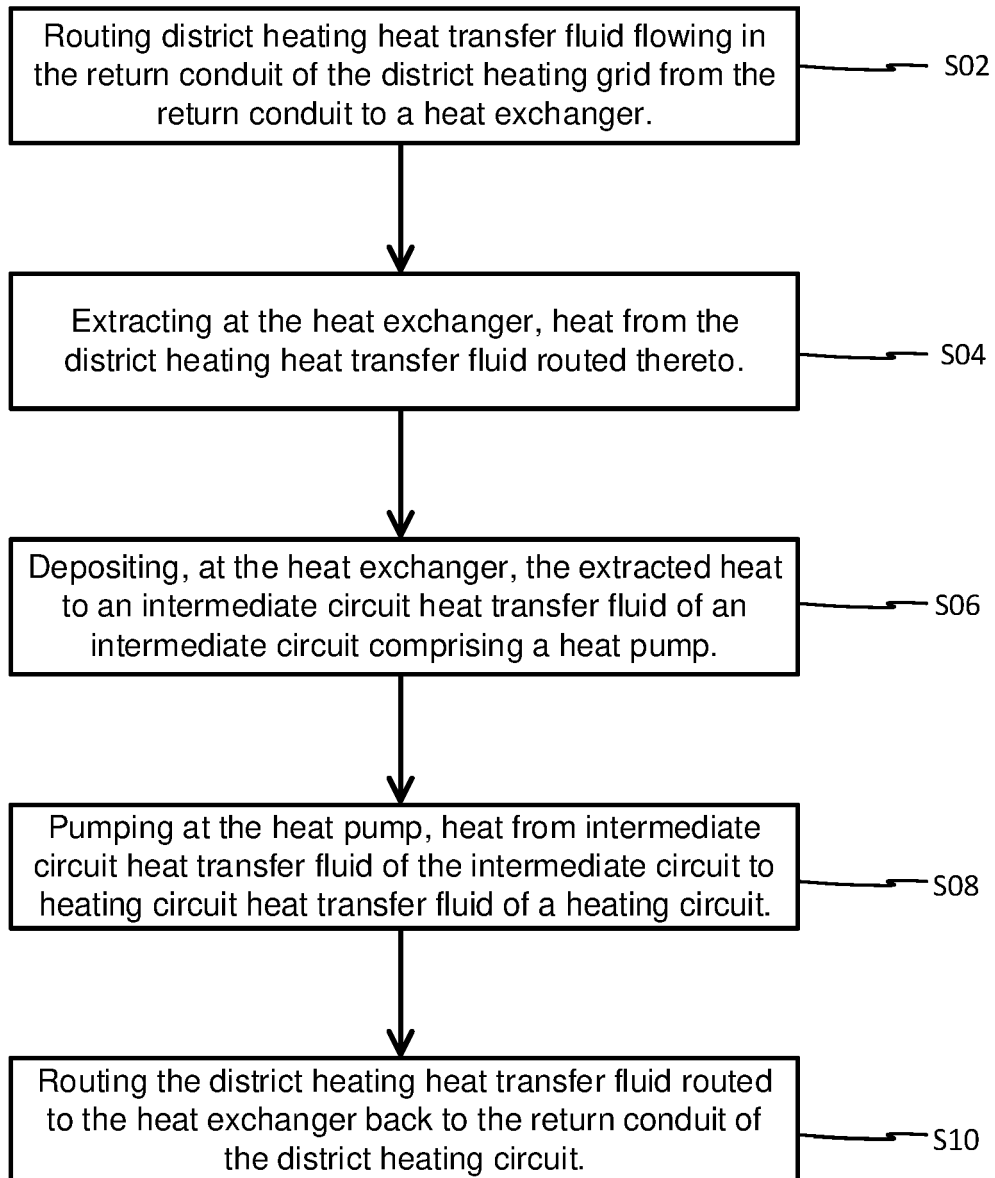 Routing district heating heat transfer fluid flowing in
the return conduit of the district heating grid from the
return conduit to a heat exchanger.
S02
Extracting at the heat exchanger, heat from the
district heating heat transfer fluid routed thereto.
S04
Depositing, at the heat exchanger, the extracted heat
to an intermediate circuit heat transfer fluid of an
intermediate circuit comprising a heat pump.
S06
Pumping at the heat pump, heat from intermediate
circuit heat transfer fluid of the intermediate circuit to
heating circuit heat transfer fluid of a heating circuit.
S08
Routing the district heating heat transfer fluid routed
to the heat exchanger back to the return conduit of
the district heating circuit.
S10